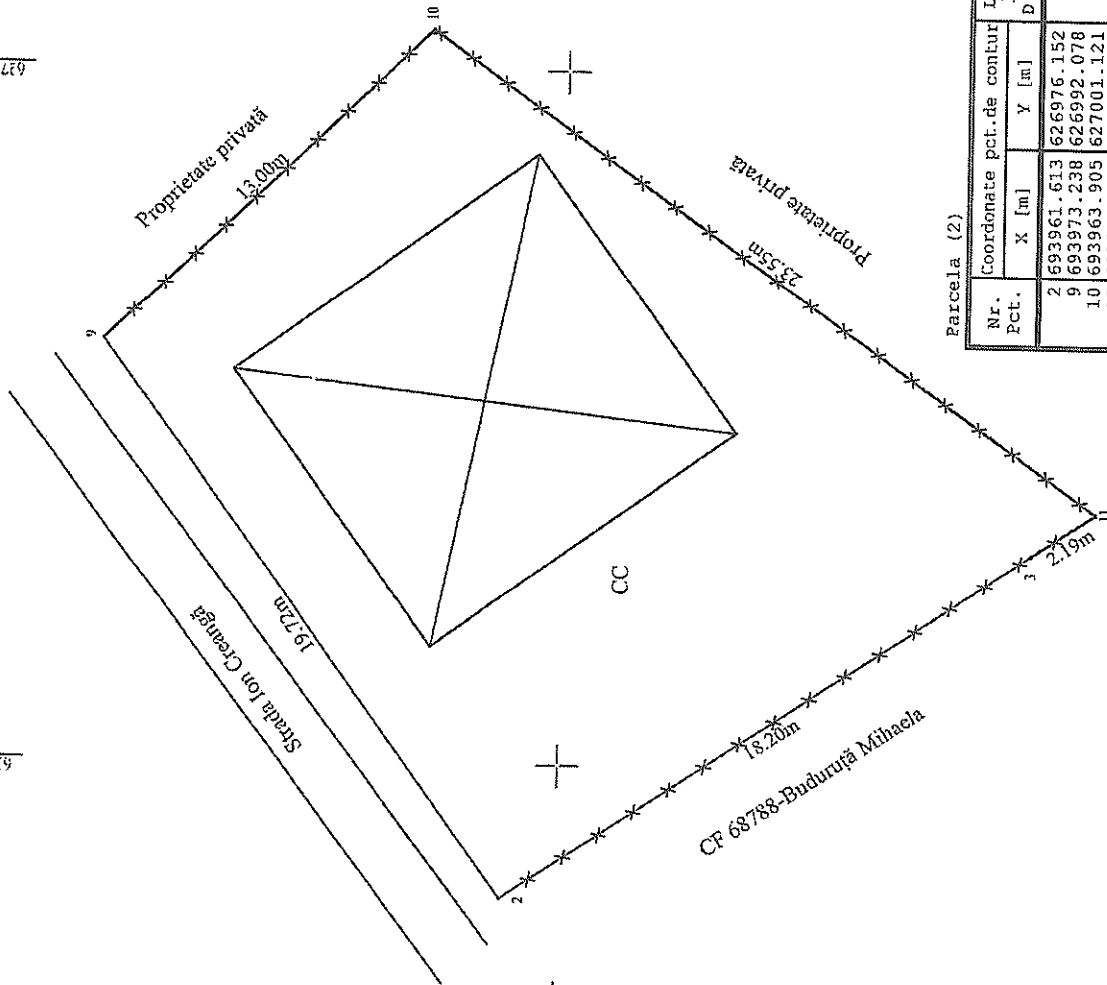 627
10
Proprietate privată
13.00m
9
Strada Ion Creangă
19.72m
Proprietate privată
23.55m
CC
3
2.19m
11
18.20m
CF 68788-Buduruță Mihaela
2
Parcela (2)
Nr. Pct. Coordonate pct.de contur
X [m] Y [m]
2 693961.613 626976.152
9 693973.238 626992.078
10 693963.905 627001.121